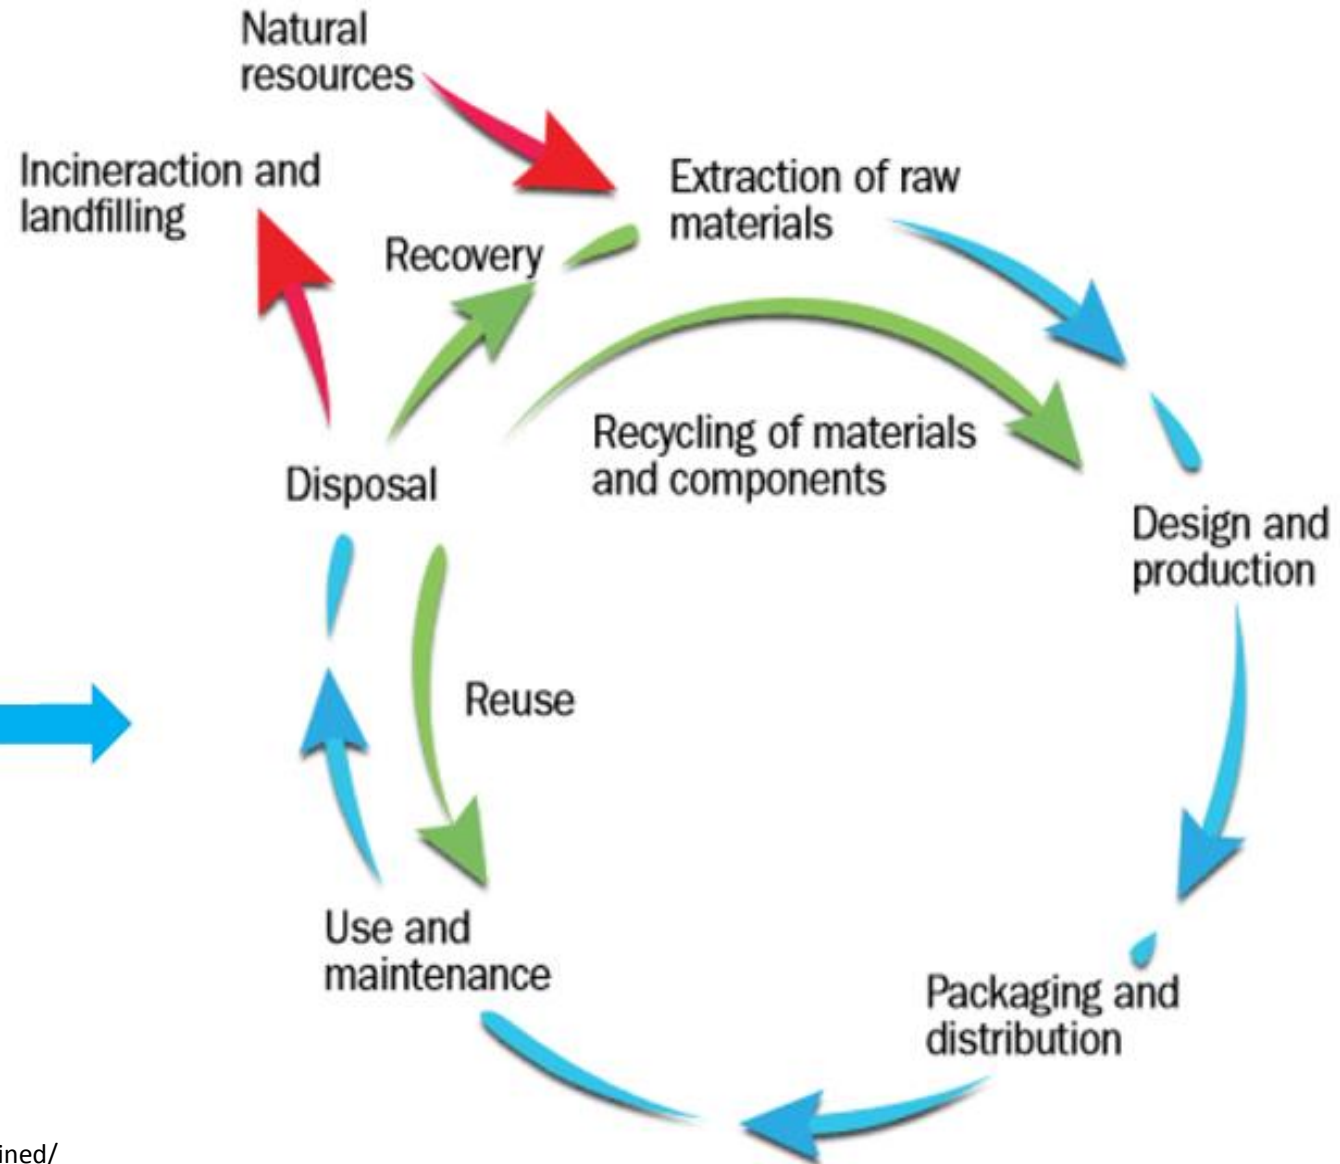 Natural
resources
Incineraction and
landfilling
Extraction of raw
materials
Recovery
Recycling of materials
and components
Disposal
Design and
production
Reuse
Use and
maintenance
Packaging and
distribution
ined/